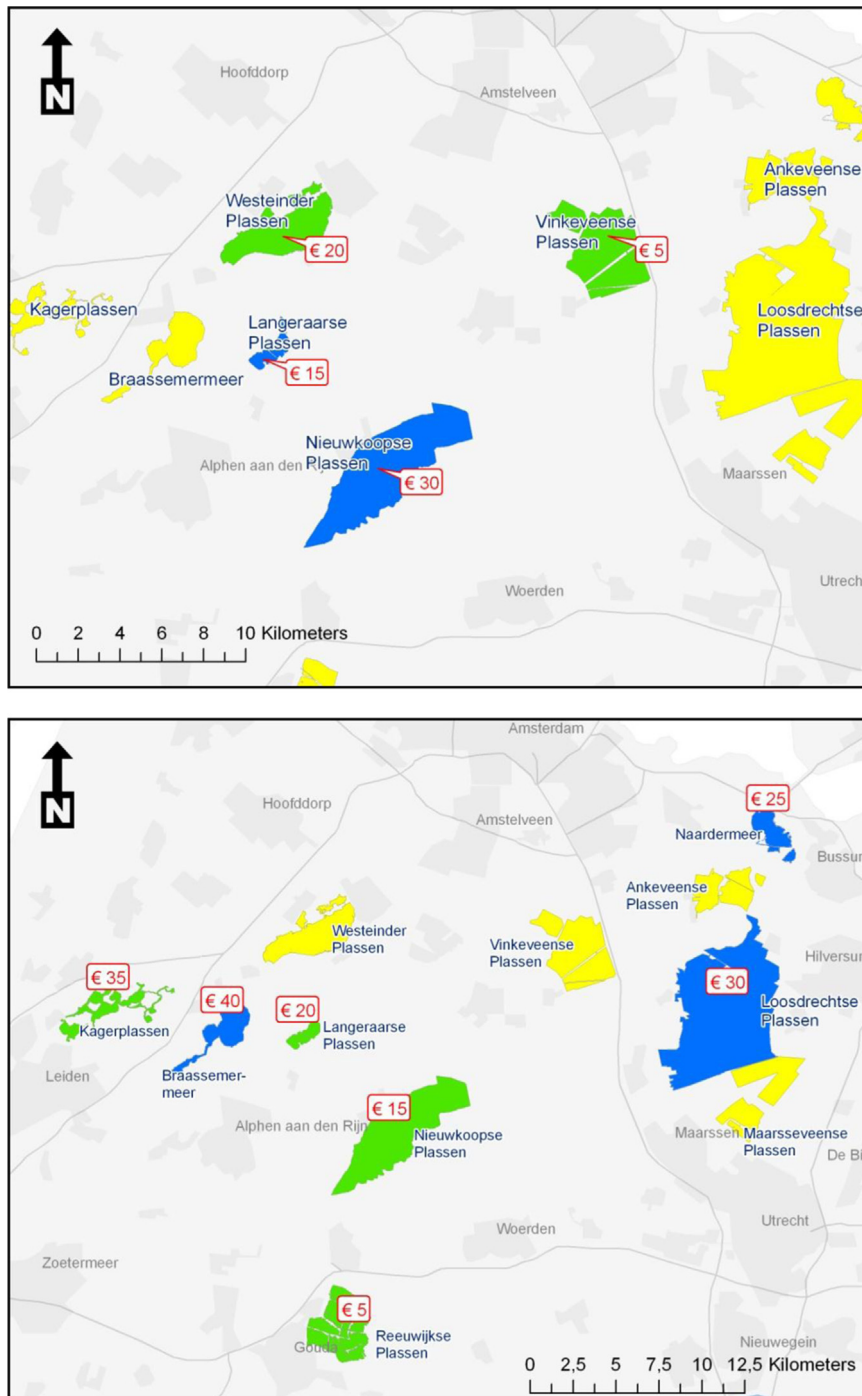 N
Hoofddorp
Amstelveen
Westeinder
Plassen
€ 20
Vinkeveense
Plassen
€ 5
Ankeveense
Plassen
Kagerplassen
Langeraarse
Plassen
€ 15
Loosdrechtse
Plassen
Braassemermeer
Nieuwkoopse
Plassen
€ 30
Alphen aan den Rij
Maarssen
Woerden
Utrech
0 2 4 6 8 10 Kilometers
N
Amsterdam
Hoofddorp
Amstelveen
€ 25
Naardermeer
Bussum
Ankeveense
Plassen
Westeinder
Plassen
Vinkeveense
Plassen
Hilversum
€ 35
Kagerplassen
€ 40
€ 20
Langeraarse
Plassen
€ 30
Loosdrechtse
Plassen
Leiden
Braassemer-
meer
€ 15
Alphen aan den Rijn
Nieuwkoopse
Plassen
Maarssen
Maarsseveense
Plassen
De Bi
Woerden
Utrecht
Zoetermeer
€ 5
Gouda
Reeuwijkse
Plassen
Nieuwegein
0 2,5 5 7,5 10 12,5 Kilometers